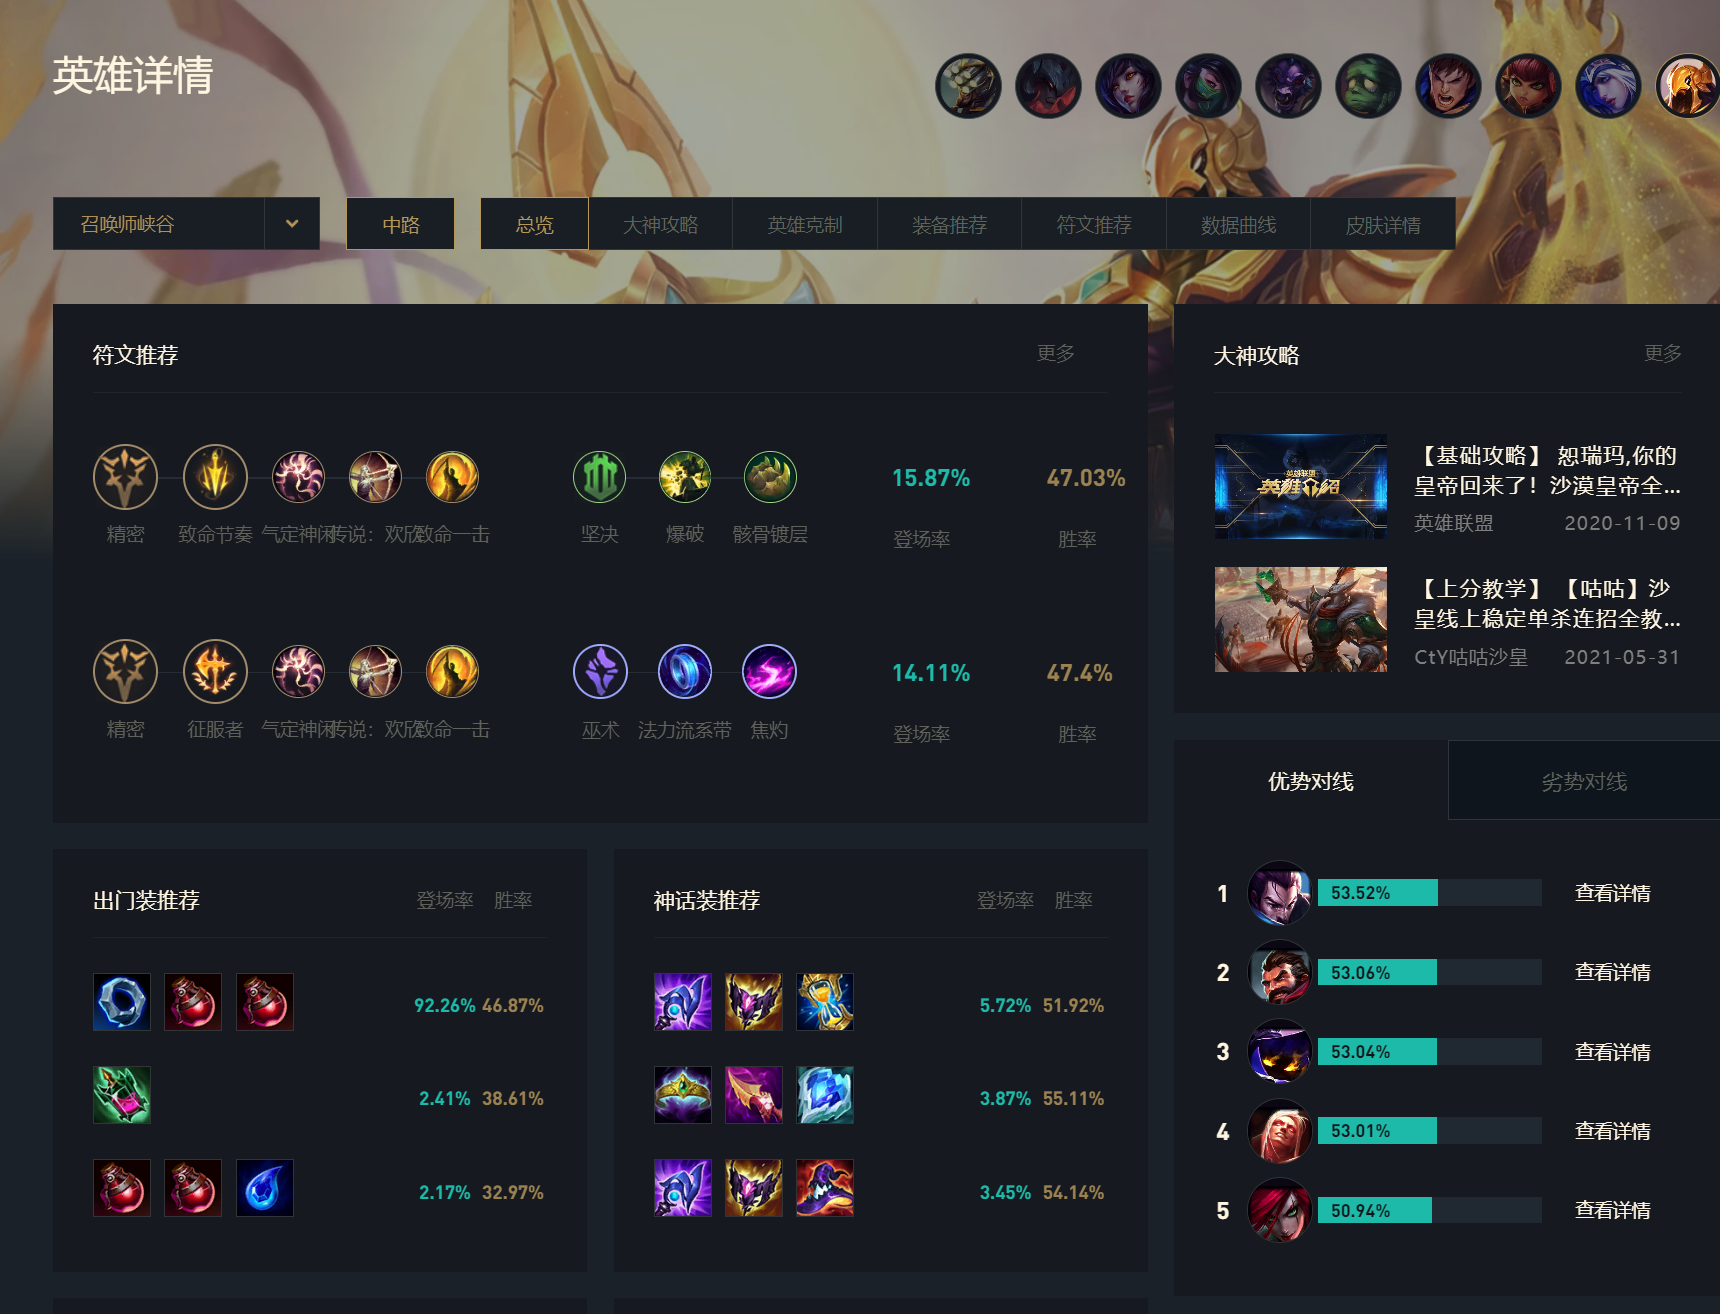 英雄详情
召唤师峡谷
中路
总览
大神攻略
英雄克制
装备推荐
符文推荐
数据曲线
皮肤详情
符文推荐
更多
精密
致命节奏
气定神闲
传说：欢欣
致命一击
坚决
爆破
骸骨镀层
15.87%
登场率
47.03%
胜率
精密
征服者
气定神闲
传说：欢欣
致命一击
巫术
法力流系带
焦灼
14.11%
登场率
47.4%
胜率
大神攻略
更多
英雄联盟
英雄介绍
【基础攻略】 恕瑞玛,你的
皇帝回来了！沙漠皇帝全...
英雄联盟
2020-11-09
【上分教学】 【咕咕】沙
皇线上稳定单杀连招全教...
CtY咕咕沙皇
2021-05-31
出门装推荐
登场率
胜率
92.26%
46.87%
2.41%
38.61%
2.17%
32.97%
神话装推荐
登场率
胜率
5.72%
51.92%
3.87%
55.11%
3.45%
54.14%
优势对线
劣势对线
1
53.52%
查看详情
2
53.06%
查看详情
3
53.04%
查看详情
4
53.01%
查看详情
5
50.94%
查看详情